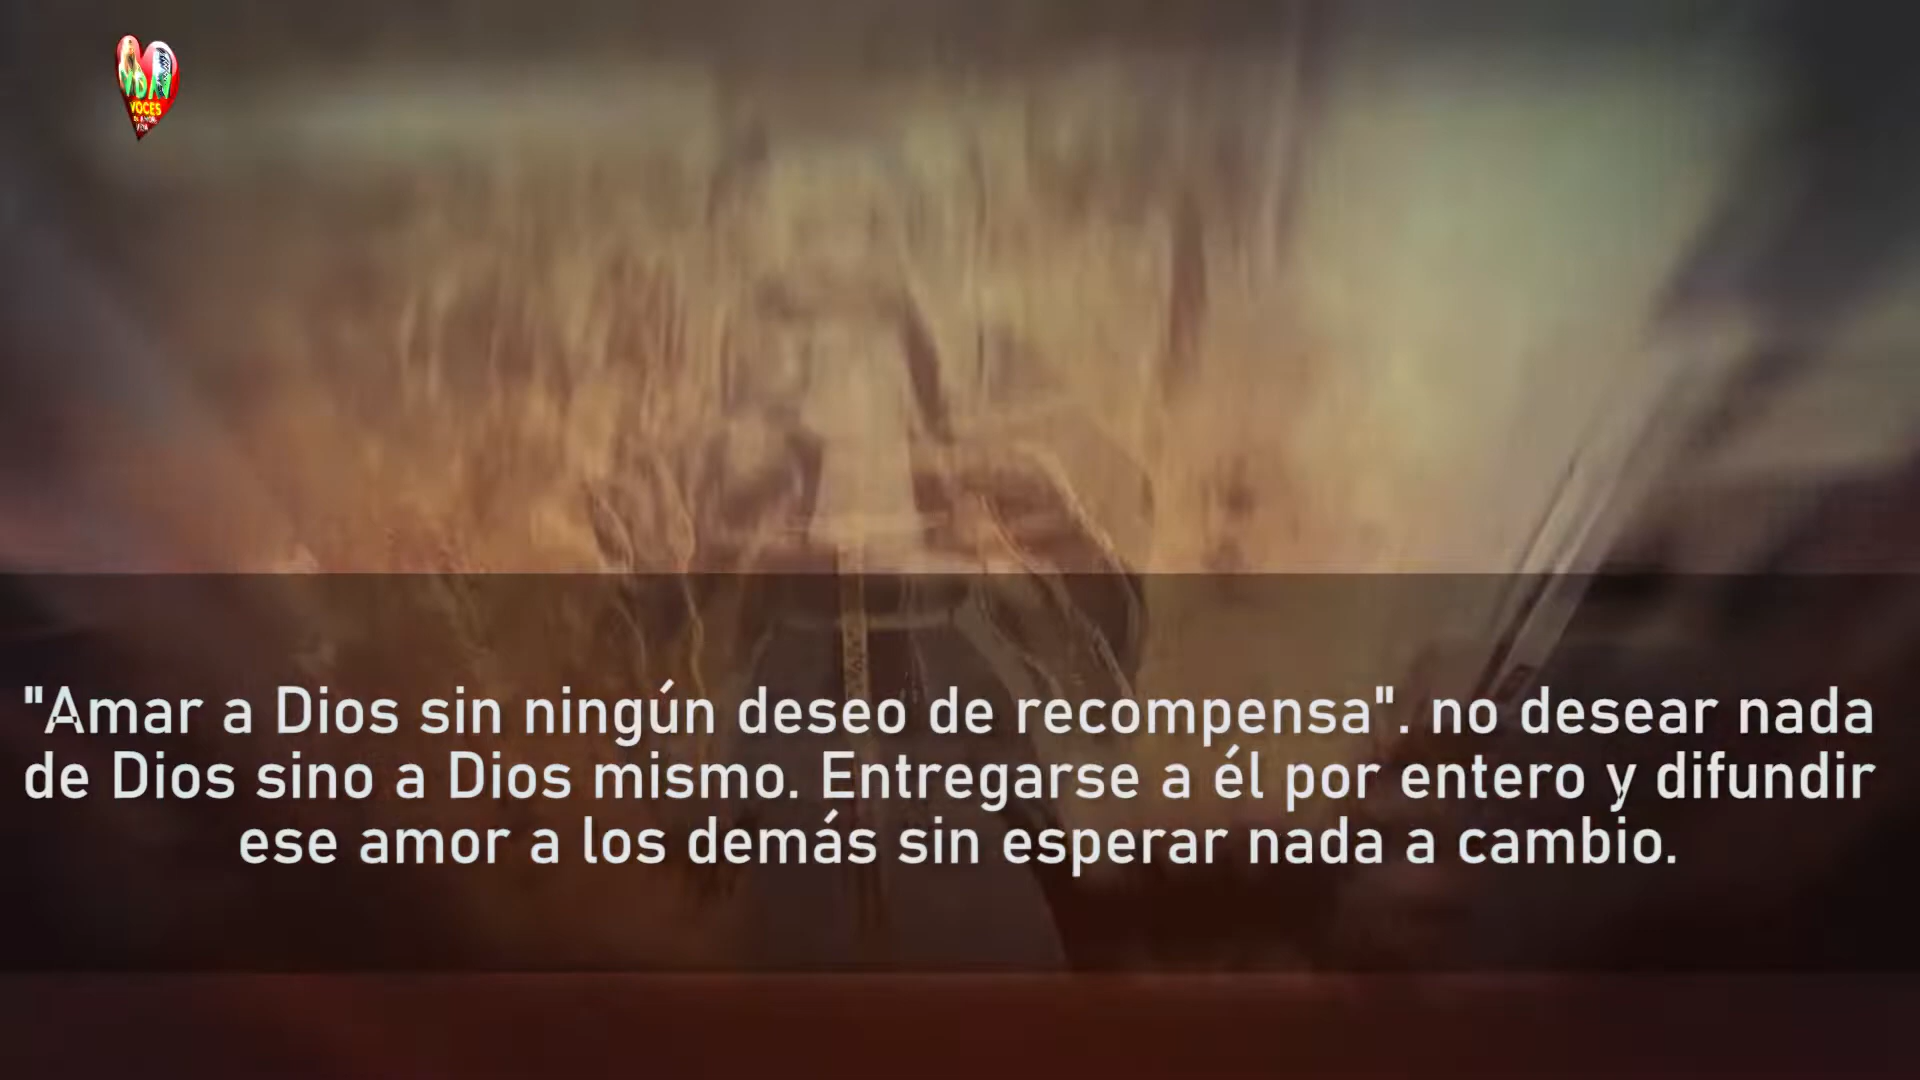 VDA
VOCES
"Amar a Dios sin ningún deseo de recompensa". no desear nada
de Dios sino a Dios mismo. Entregarse a él por entero y difundir
ese amor a los demás sin esperar nada a cambio.